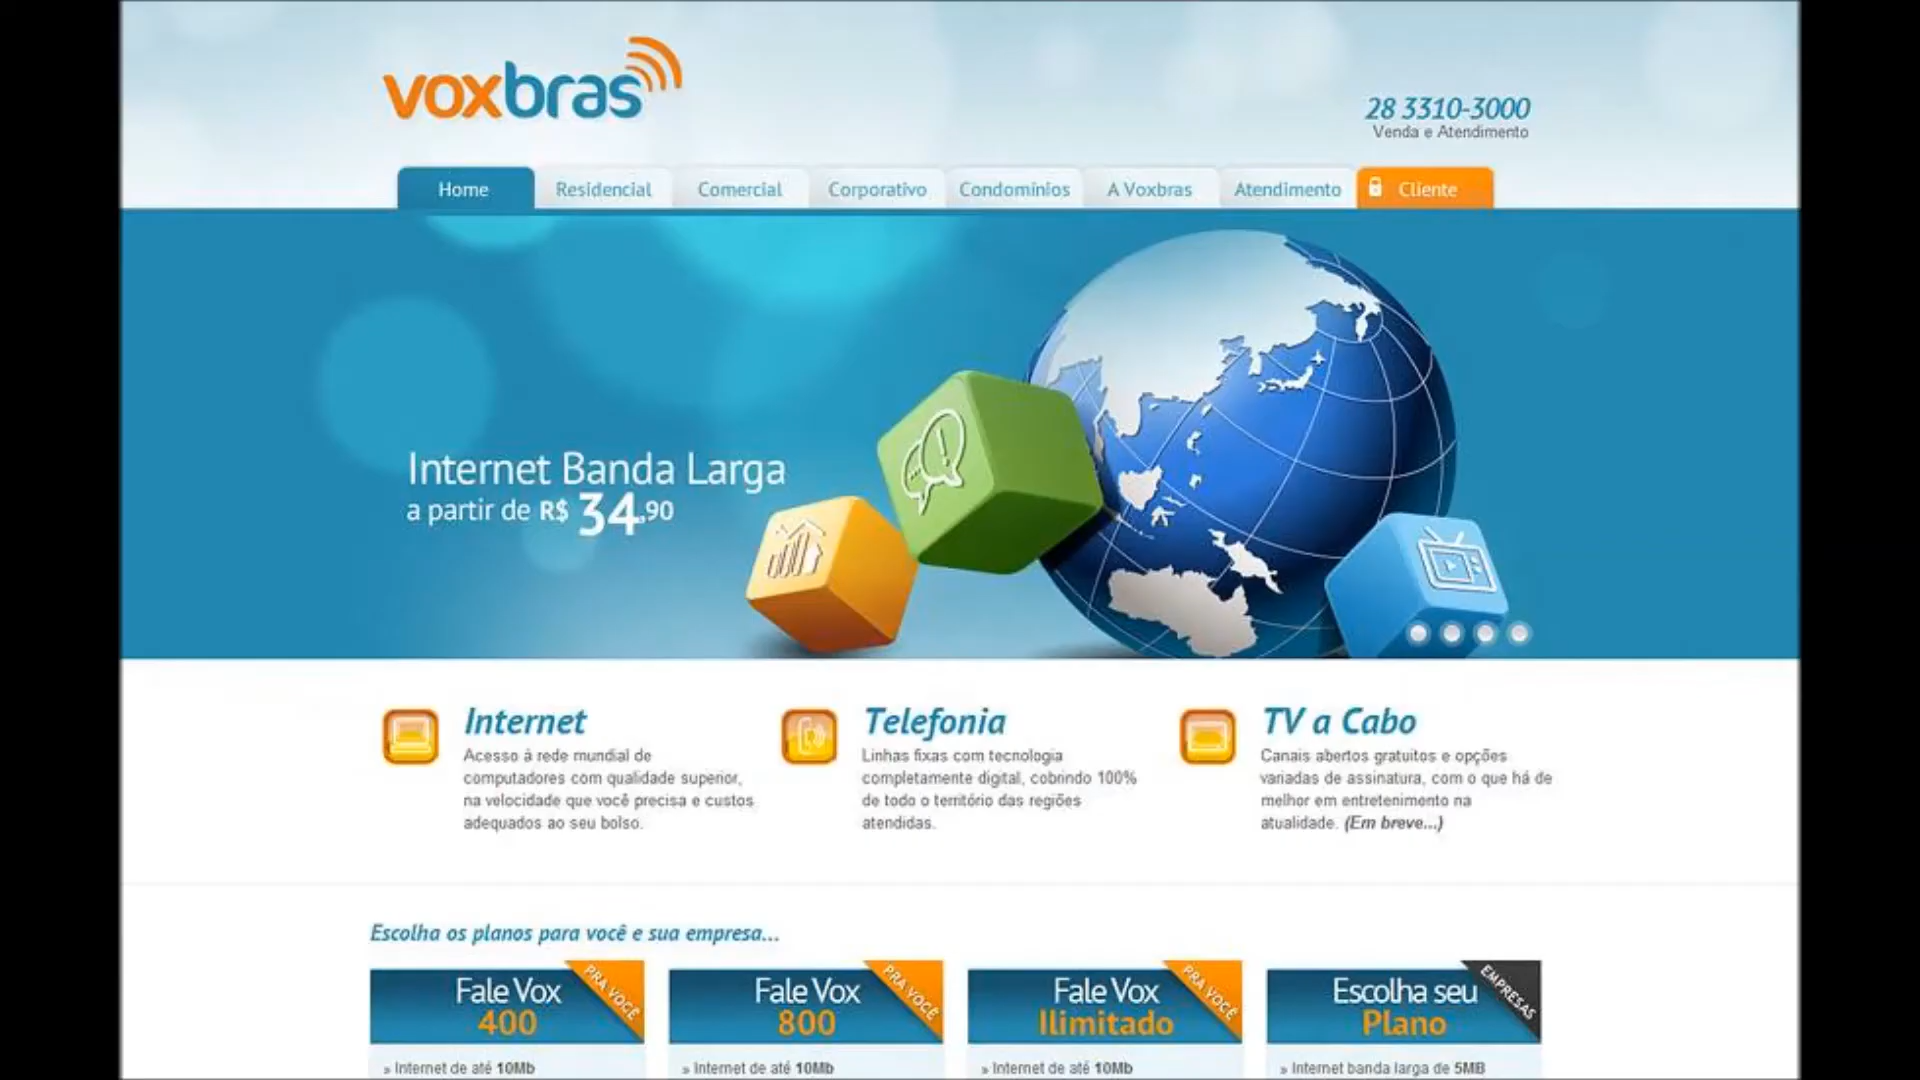 voxbras
28 3310-3000
Venda e Atendimento
Home
Residencial
Comercial
Corporativo
Condomínios
A Voxbras
Atendimento
Cliente
Internet Banda Larga
a partir de R$ 34,90
Internet
Acesso à rede mundial de
computadores com qualidade superior,
na velocidade que você precisa e custos
adequados ao seu bolso.
Telefonia
Linhas fixas com tecnologia
completamente digital, cobrindo 100%
de todo o território das regiões
atendidas.
TV a Cabo
Canais abertos gratuitos e opções
variadas de assinatura, com o que há de
melhor em entretenimento na
atualidade. (Em breve...)
Escolha os planos para você e sua empresa...
Fale Vox
400
PRA VOCÊ
» Internet de até 10Mb
Fale Vox
800
PRA VOCÊ
» Internet de até 10Mb
Fale Vox
Ilimitado
PRA VOCÊ
» Internet de até 10Mb
Escolha seu
Plano
EMPRESAS
» Internet banda larga de 5MB